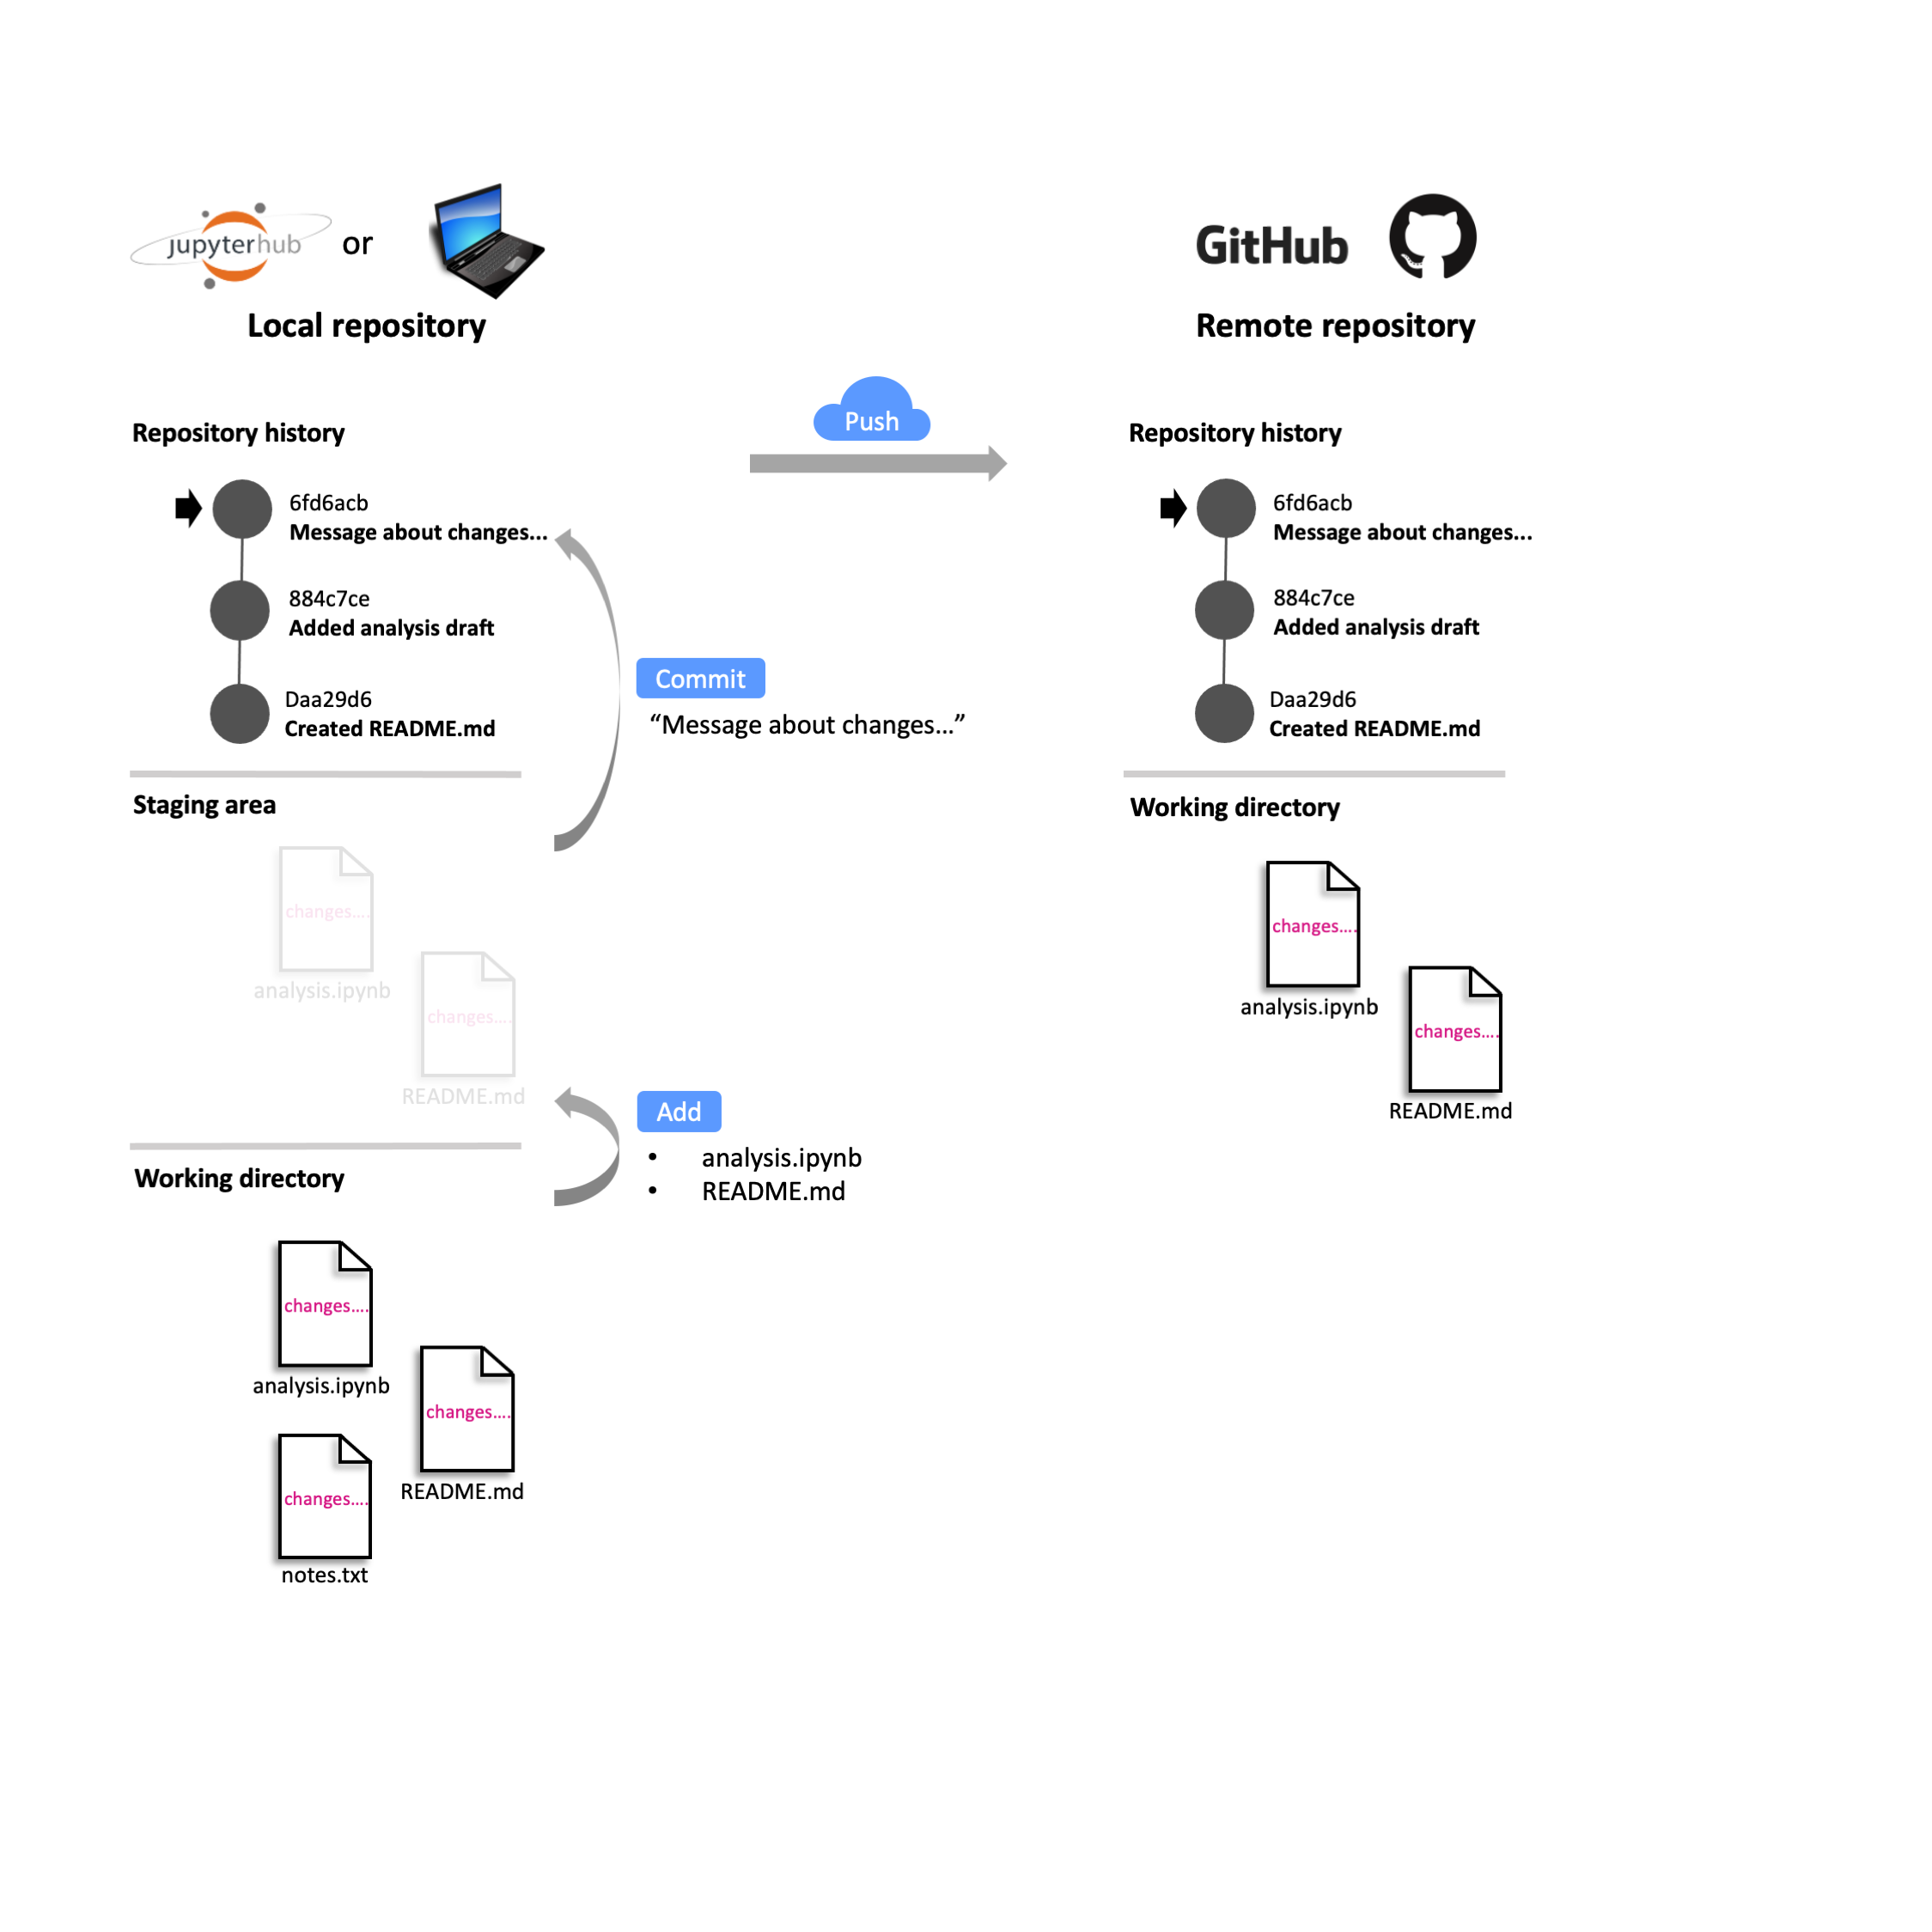 jupyterhub or
Local repository
Repository history
6fd6acb
Message about changes...
884c7ce
Added analysis draft
Daa29d6
Created README.md
Staging area
changes....
analysis.ipynb
changes....
README.md
Working directory
changes....
analysis.ipynb
changes....
README.md
changes....
notes.txt
Push
Commit
“Message about changes...”
Add
• analysis.ipynb
• README.md
GitHub
Remote repository
Repository history
6fd6acb
Message about changes...
884c7ce
Added analysis draft
Daa29d6
Created README.md
Working directory
changes....
analysis.ipynb
changes....
README.md